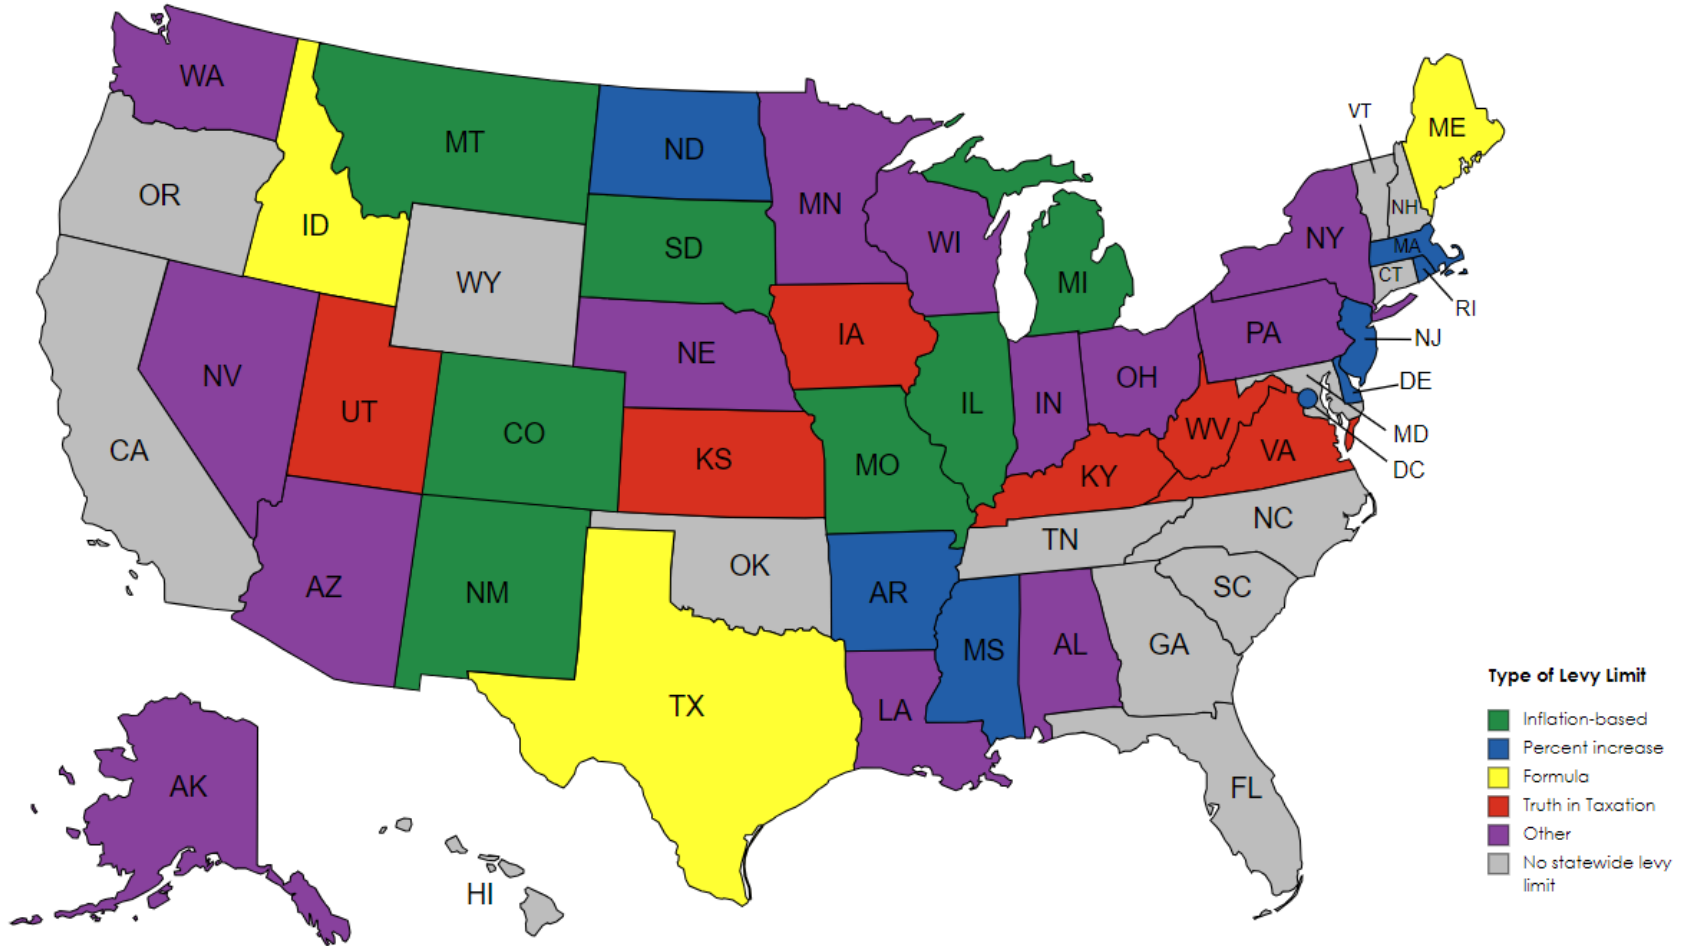 WA
MT
ND
MN
VT
ME
OR
ID
SD
WI
NY
NH
MA
CT
RI
WY
MI
NV
NE
IA
PA
NJ
UT
CO
IL
IN
OH
DE
CA
KS
MO
KY
WV
VA
MD
DC
AZ
NM
OK
AR
TN
NC
SC
TX
LA
MS
AL
GA
AK
HI
FL
Type of Levy Limit
Inflation-based
Percent increase
Formula
Truth in Taxation
Other
No statewide levy
limit